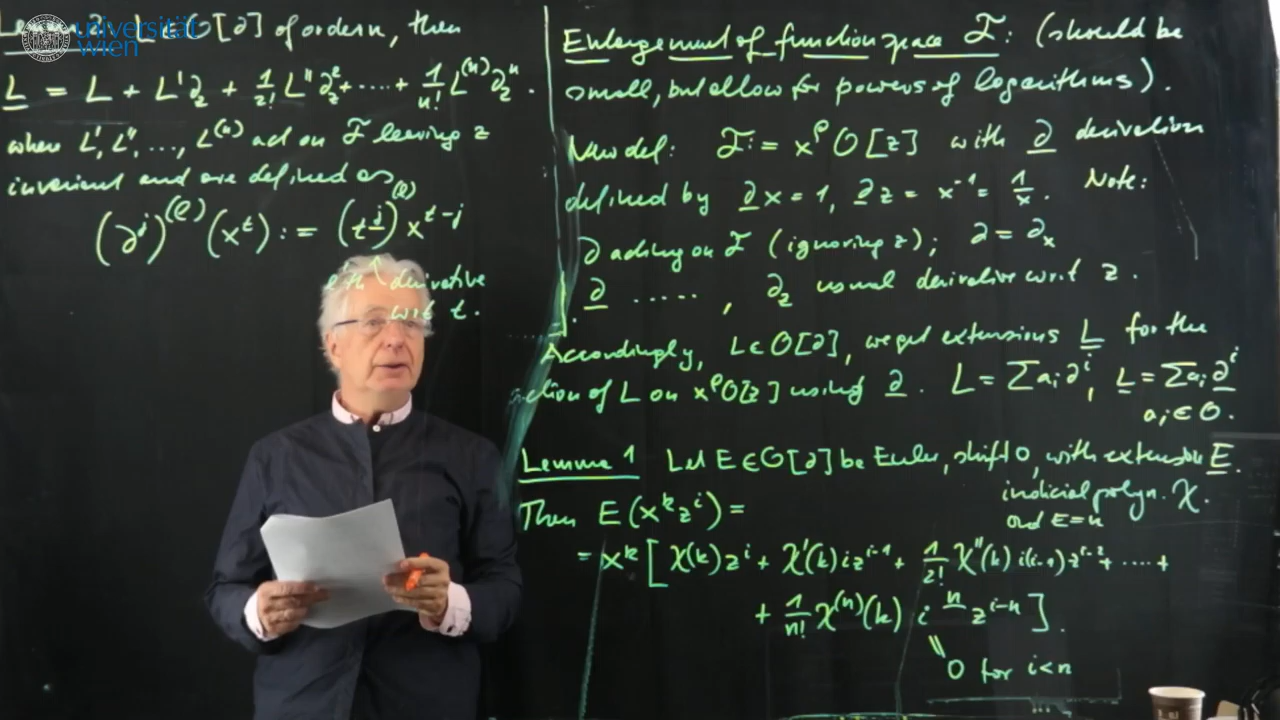 universität
wien
Lemma 2 L ∈ O[∂] of order n, then
L = L + L'∂_z + 1/2! L''∂_z^2 + ⋯ + 1/n! L^(n) ∂_z^n.
where L', L'', ..., L^(n) act on F leaving z
invariant and are defined as
(∂^j)^(ℓ) (x^t) := (t^j)^(ℓ) x^(t-j)
ℓ'th derivative
w.r.t t.
Enlargement of function space F: (should be
small, but allow for powers of logarithms).
New def: F := x^ρ O[z] with ∂ derivation
defined by ∂x = 1, ∂z = x^-1 = 1/x. Note:
∂ acting on F (ignoring z); ∂ = ∂_x
∂ ....., ∂_z usual derivative w.r.t z.
Accordingly, L ∈ O[∂], we get extensions L for the
action of L on x^ρ O[z] using ∂. L = Σ a_i ∂^i, L = Σ a_i ∂^i
a_i ∈ O.
Lemma 1 Let E ∈ O[∂] be Euler, shift 0, with extension E.
indicial polyn. χ.
ord E = n
Then E(x^k z^i) =
= x^k [χ(k) z^i + χ'(k) i z^(i-1) + 1/2! χ''(k) i(i-1) z^(i-2) + ⋯ +
+ 1/n! χ^(n)(k) i^n z^(i-n)].
0 for i<n